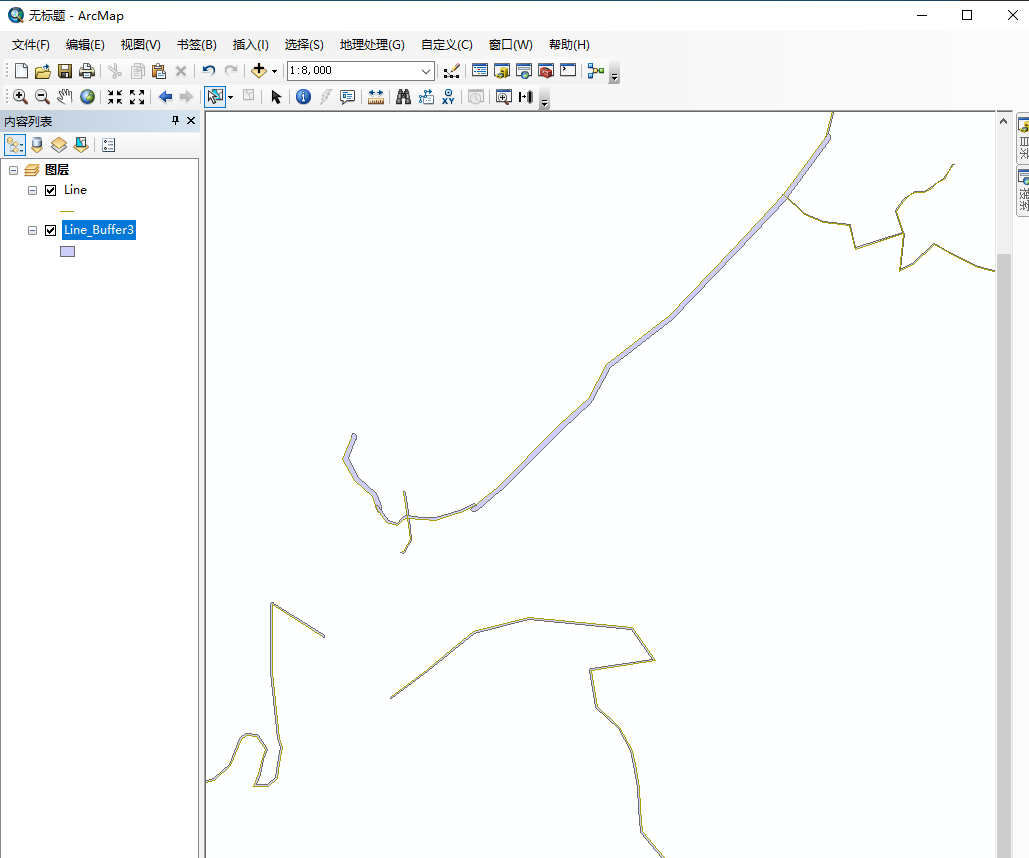 无标题 - ArcMap
文件(F) 编辑(E) 视图(V) 书签(B) 插入(I) 选择(S) 地理处理(G) 自定义(C) 窗口(W) 帮助(H)
1:8,000
XY
内容列表
图层
Line
Line_Buffer3